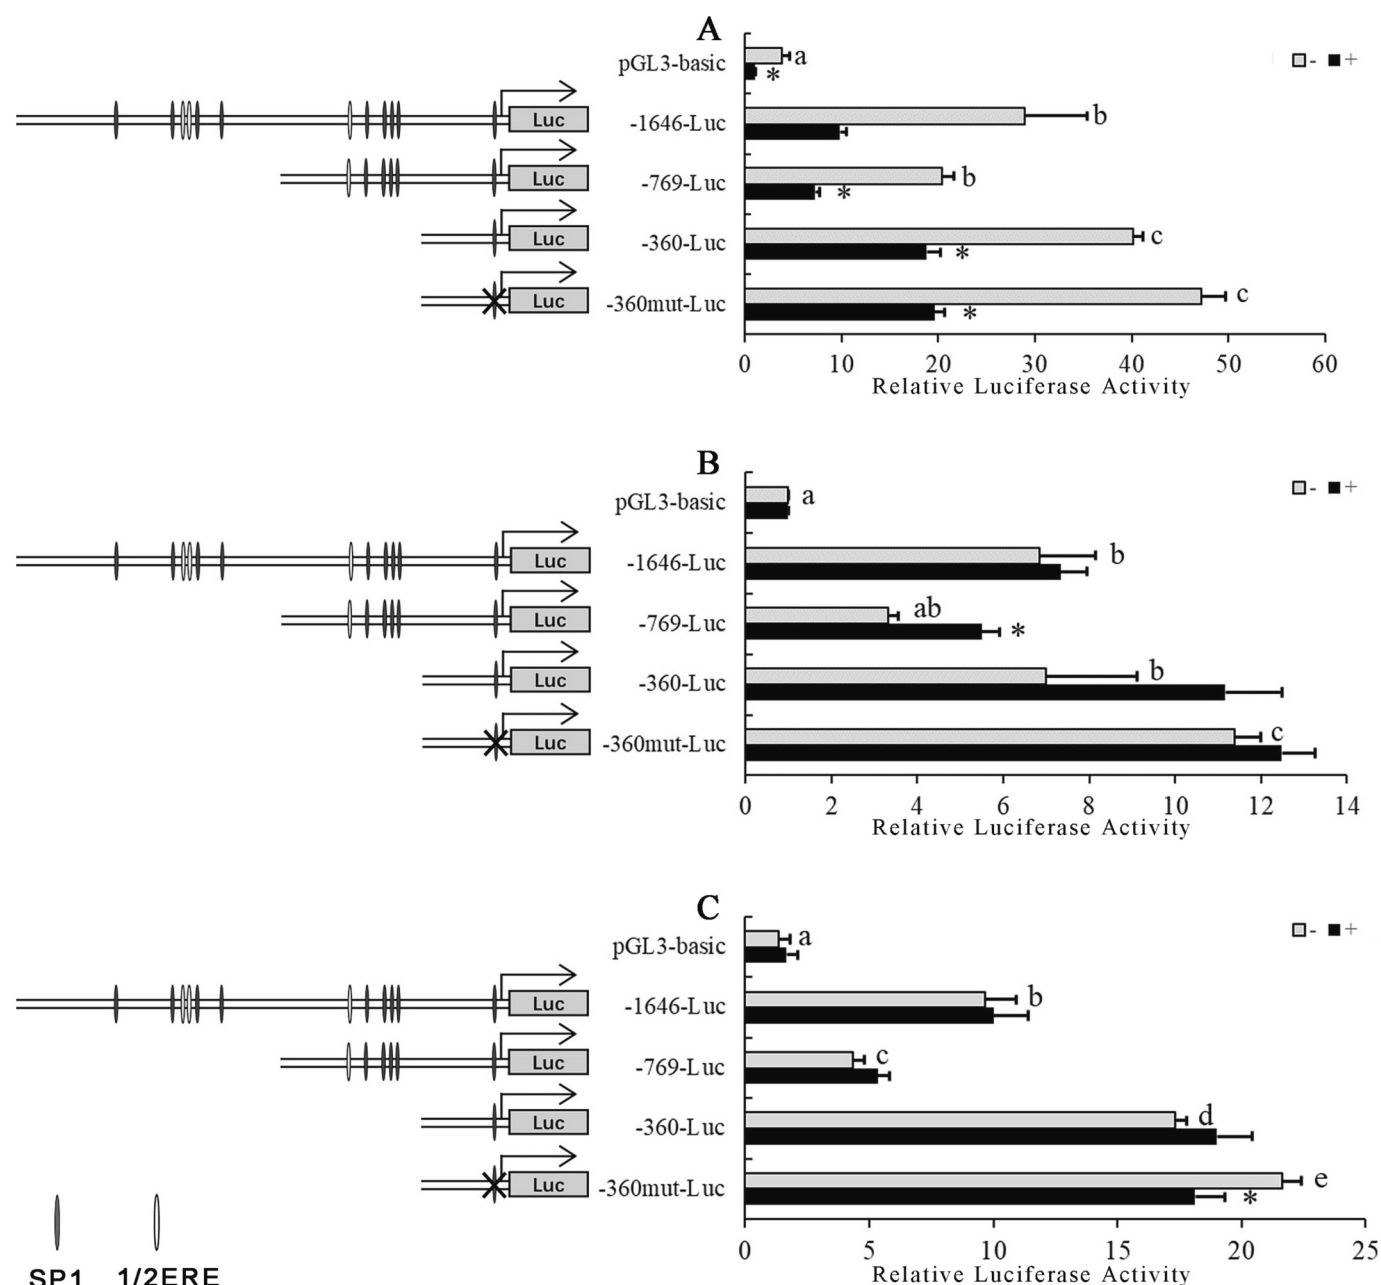 A
- +
pGL3-basic a
*
Luc -1646-Luc b
Luc -769-Luc b
*
Luc -360-Luc c
*
Luc -360mut-Luc c
*
0 10 20 30 40 50 60
Relative Luciferase Activity
B
- +
pGL3-basic a
Luc -1646-Luc b
Luc -769-Luc ab
*
Luc -360-Luc b
Luc -360mut-Luc c
0 2 4 6 8 10 12 14
Relative Luciferase Activity
C
- +
pGL3-basic a
Luc -1646-Luc b
Luc -769-Luc c
Luc -360-Luc d
Luc -360mut-Luc e
*
0 5 10 15 20 25
Relative Luciferase Activity
SP1 1/2ERE